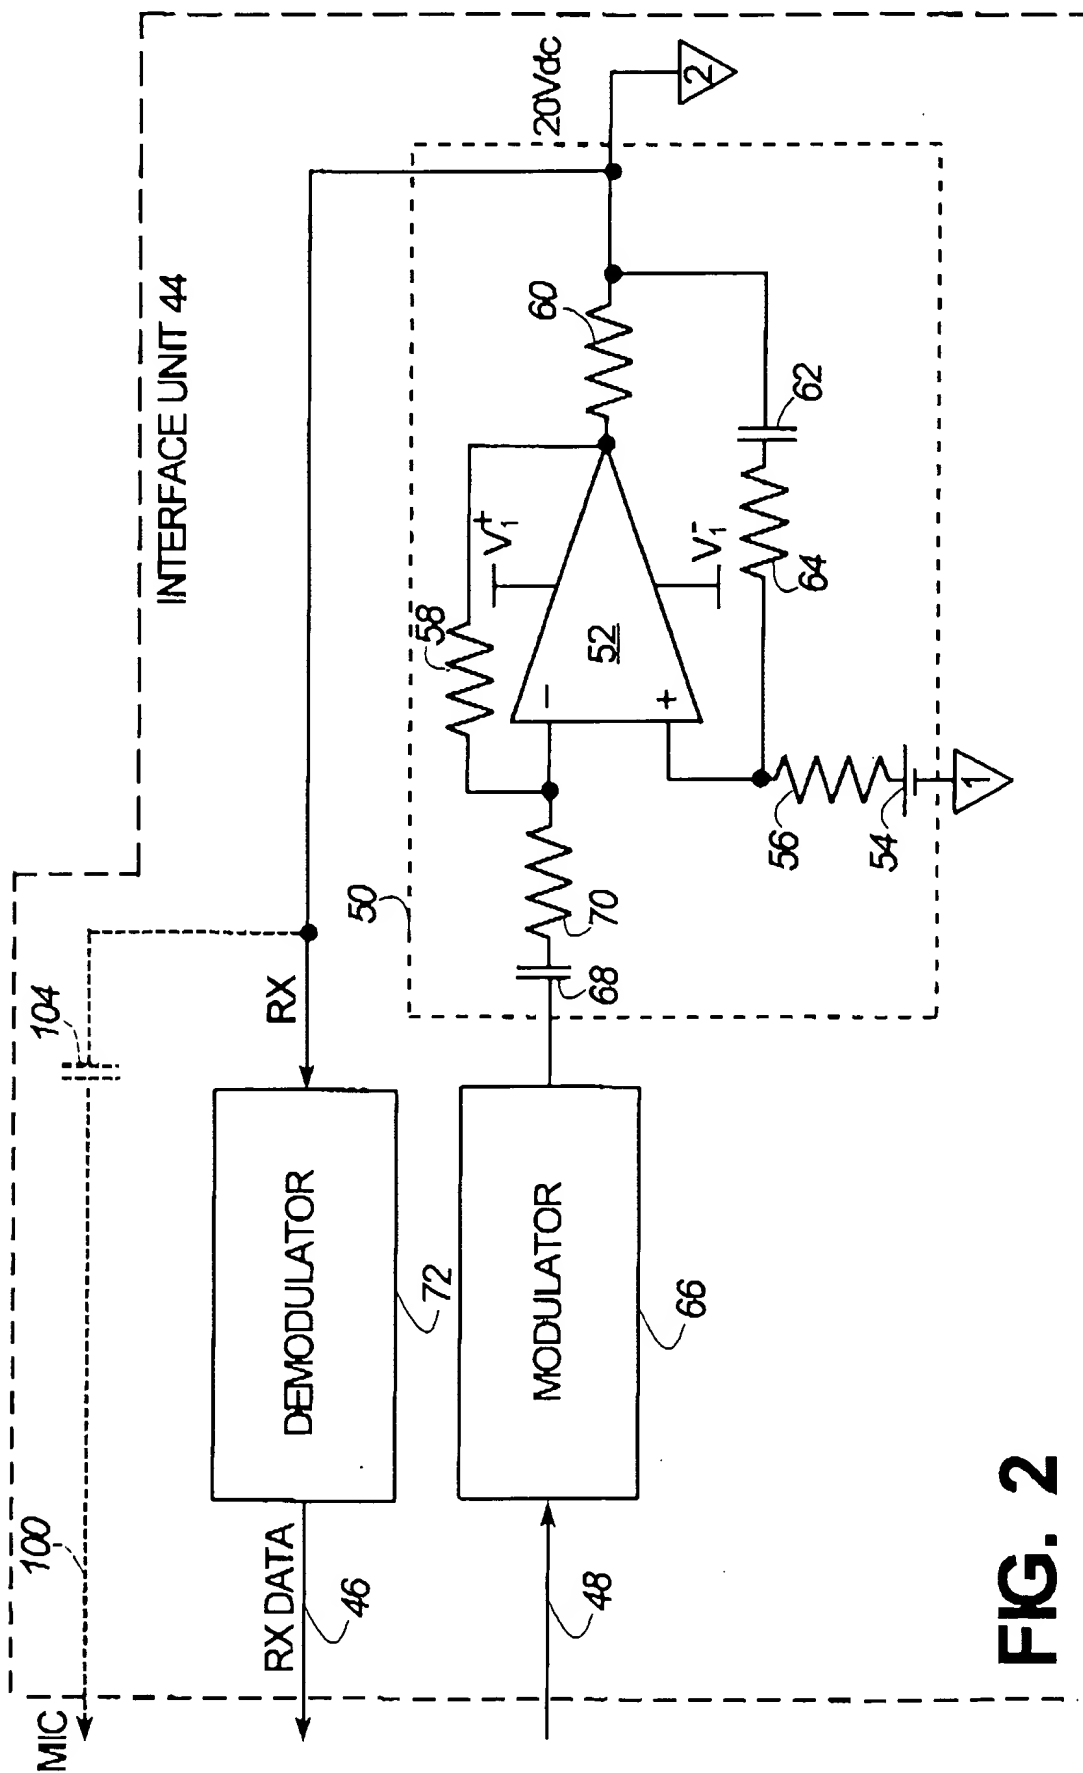 INTERFACE UNIT 44
MIC
100
104
RX DATA
46
DEMODULATOR
72
RX
48
MODULATOR
66
50
68
70
58
V1+
52
−
+
V1-
60
20Vdc
2
56
54
1
64
62
FIG. 2